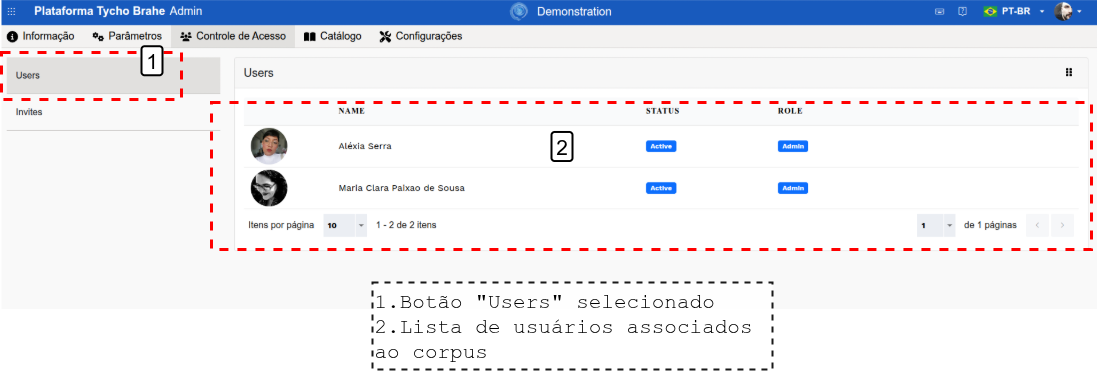 Plataforma Tycho Brahe Admin Demonstration PT-BR
Informação Parâmetros Controle de Acesso Catálogo Configurações
1
Users
Invites
Users
NAME STATUS ROLE
Aléxia Serra Active Admin
2
Maria Clara Paixao de Sousa Active Admin
Itens por página 10 1 - 2 de 2 itens 1 de 1 páginas
1.Botão "Users" selecionado
2.Lista de usuários associados
ao corpus